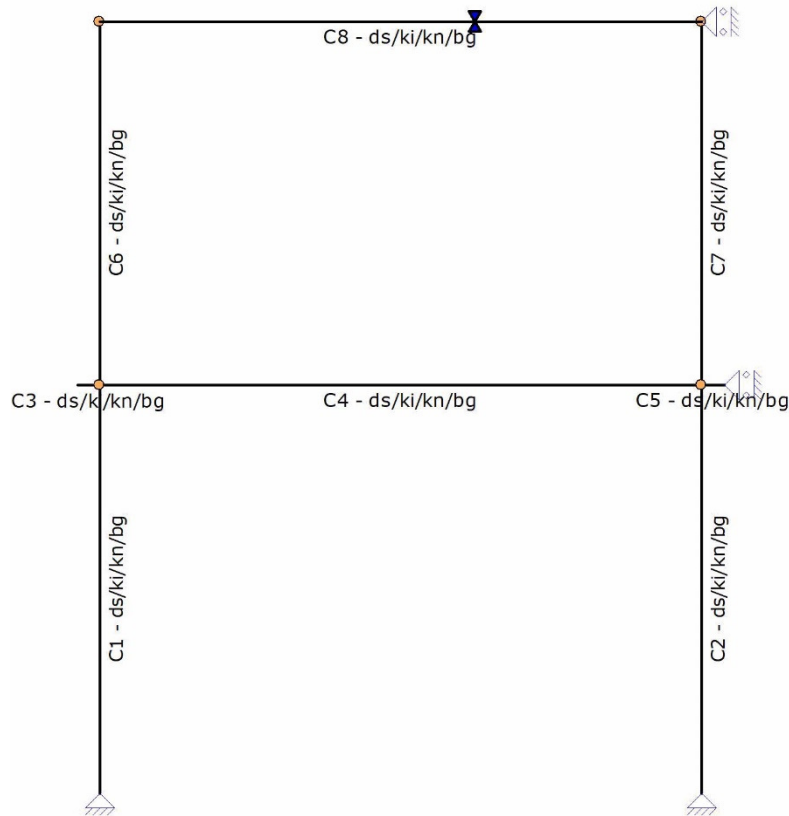 C8 - ds/ki/kn/bg
C6 - ds/ki/kn/bg
C7 - ds/ki/kn/bg
C3 - ds/ki/kn/bg
C4 - ds/ki/kn/bg
C5 - ds/ki/kn/bg
C1 - ds/ki/kn/bg
C2 - ds/ki/kn/bg